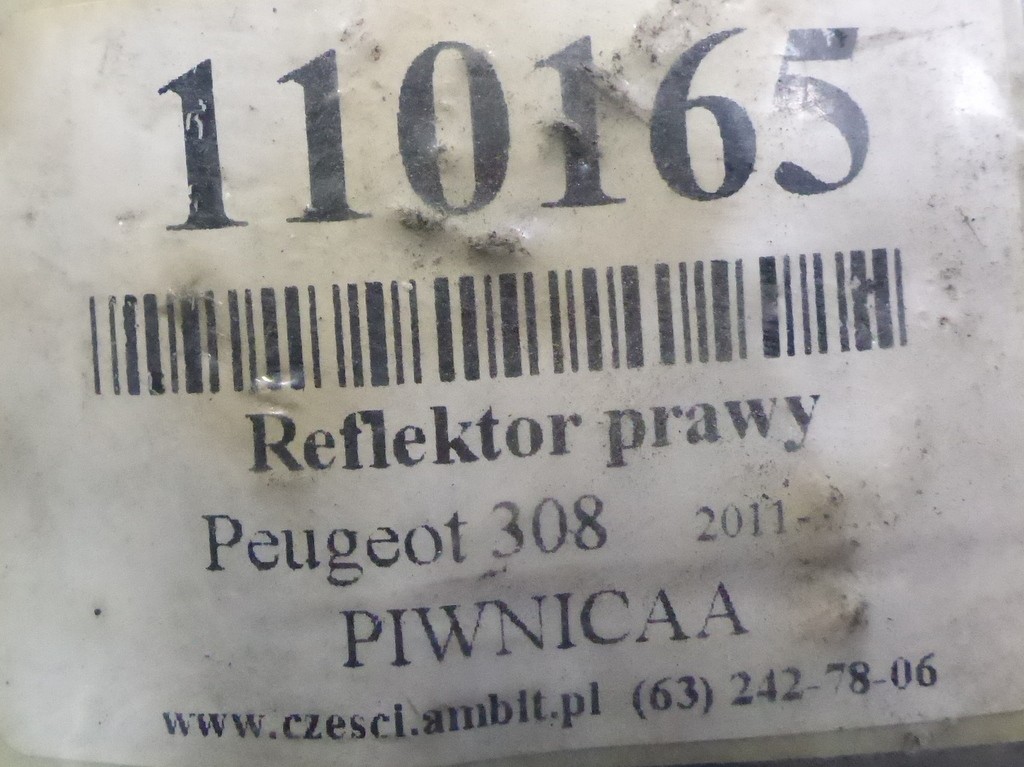 110165
Reflektor prawy
Peugeot 308 2011-
PIWNICAA
www.czesci.ambit.pl (63) 242-78-06